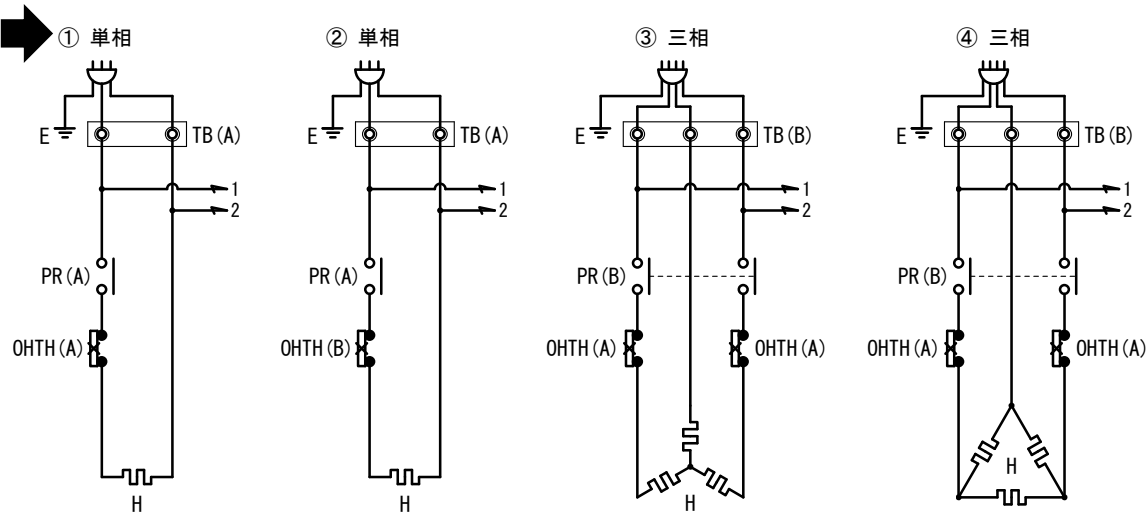 ① 単相
E
TB(A)
1
2
PR(A)
OHTH(A)
H
② 単相
E
TB(A)
1
2
PR(A)
OHTH(B)
H
③ 三相
E
TB(B)
1
2
PR(B)
OHTH(A)
OHTH(A)
H
④ 三相
E
TB(B)
1
2
PR(B)
OHTH(A)
OHTH(A)
H